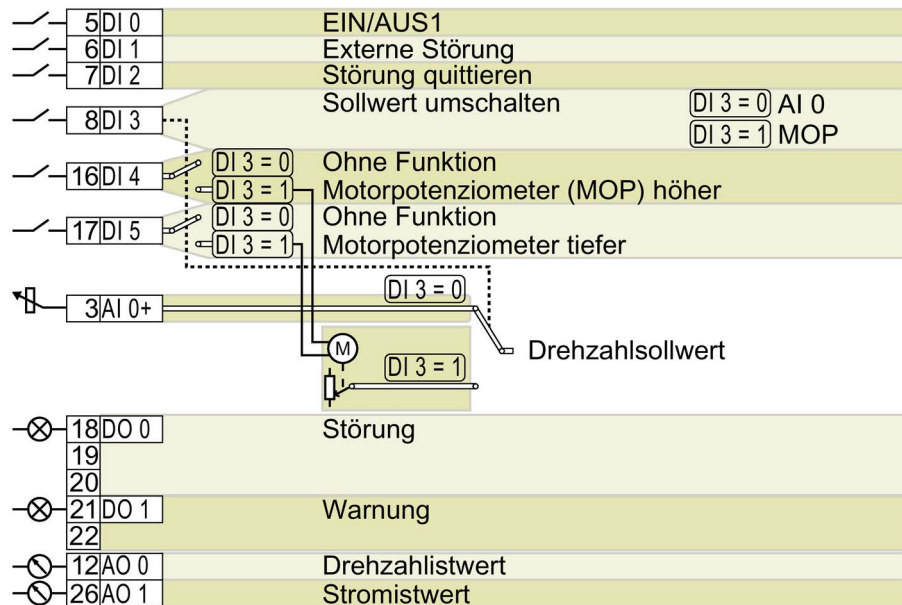 5 DI 0 EIN/AUS1
6 DI 1 Externe Störung
7 DI 2 Störung quittieren
8 DI 3 Sollwert umschalten DI 3 = 0 AI 0
DI 3 = 1 MOP
16 DI 4 DI 3 = 0 Ohne Funktion
DI 3 = 1 Motorpotenziometer (MOP) höher
17 DI 5 DI 3 = 0 Ohne Funktion
DI 3 = 1 Motorpotenziometer tiefer
DI 3 = 0
3 AI 0+
M Drehzahlsollwert
DI 3 = 1
18 DO 0 Störung
19
20
21 DO 1 Warnung
22
12 AO 0 Drehzahlistwert
26 AO 1 Stromistwert